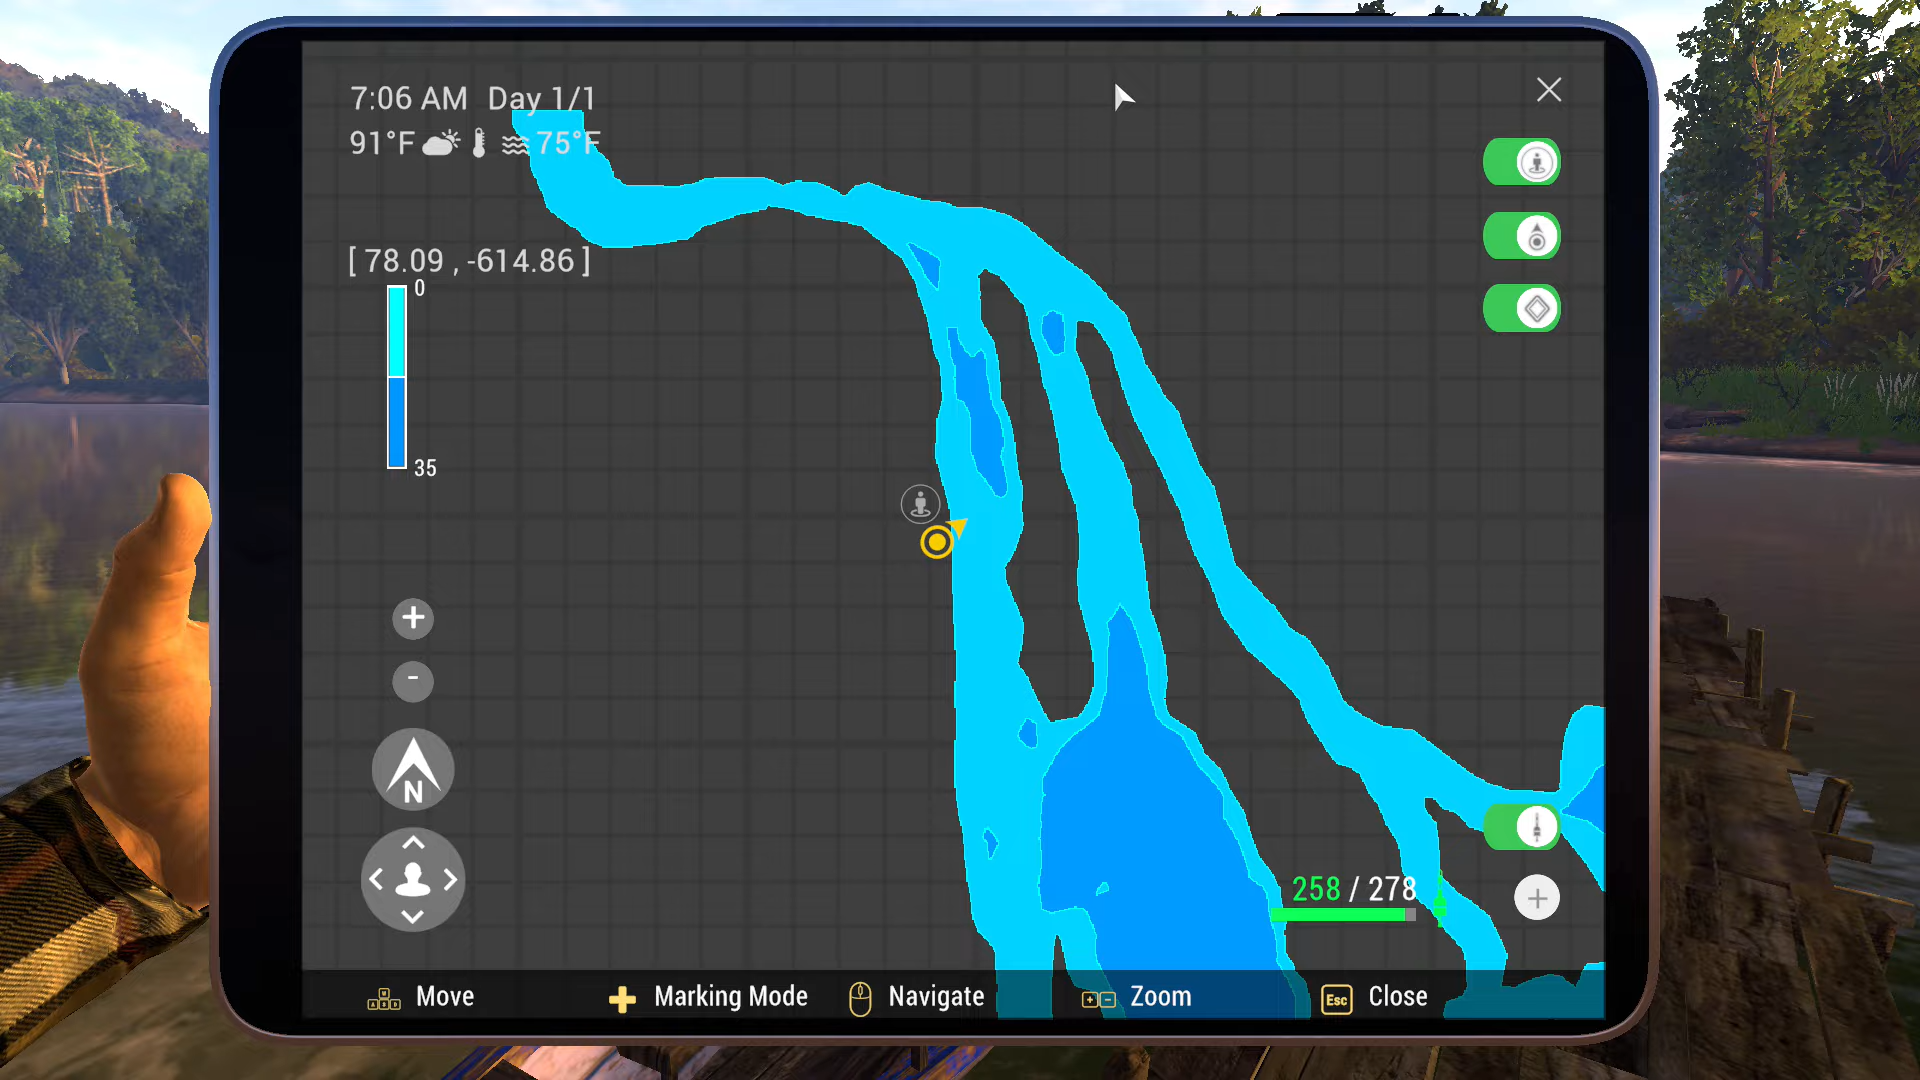 7:06 AM Day 1/1
91°F 75°F
[ 78.09 , -614.86 ]
0
35
+
-
N
258 / 278
Move Marking Mode Navigate Zoom Esc Close